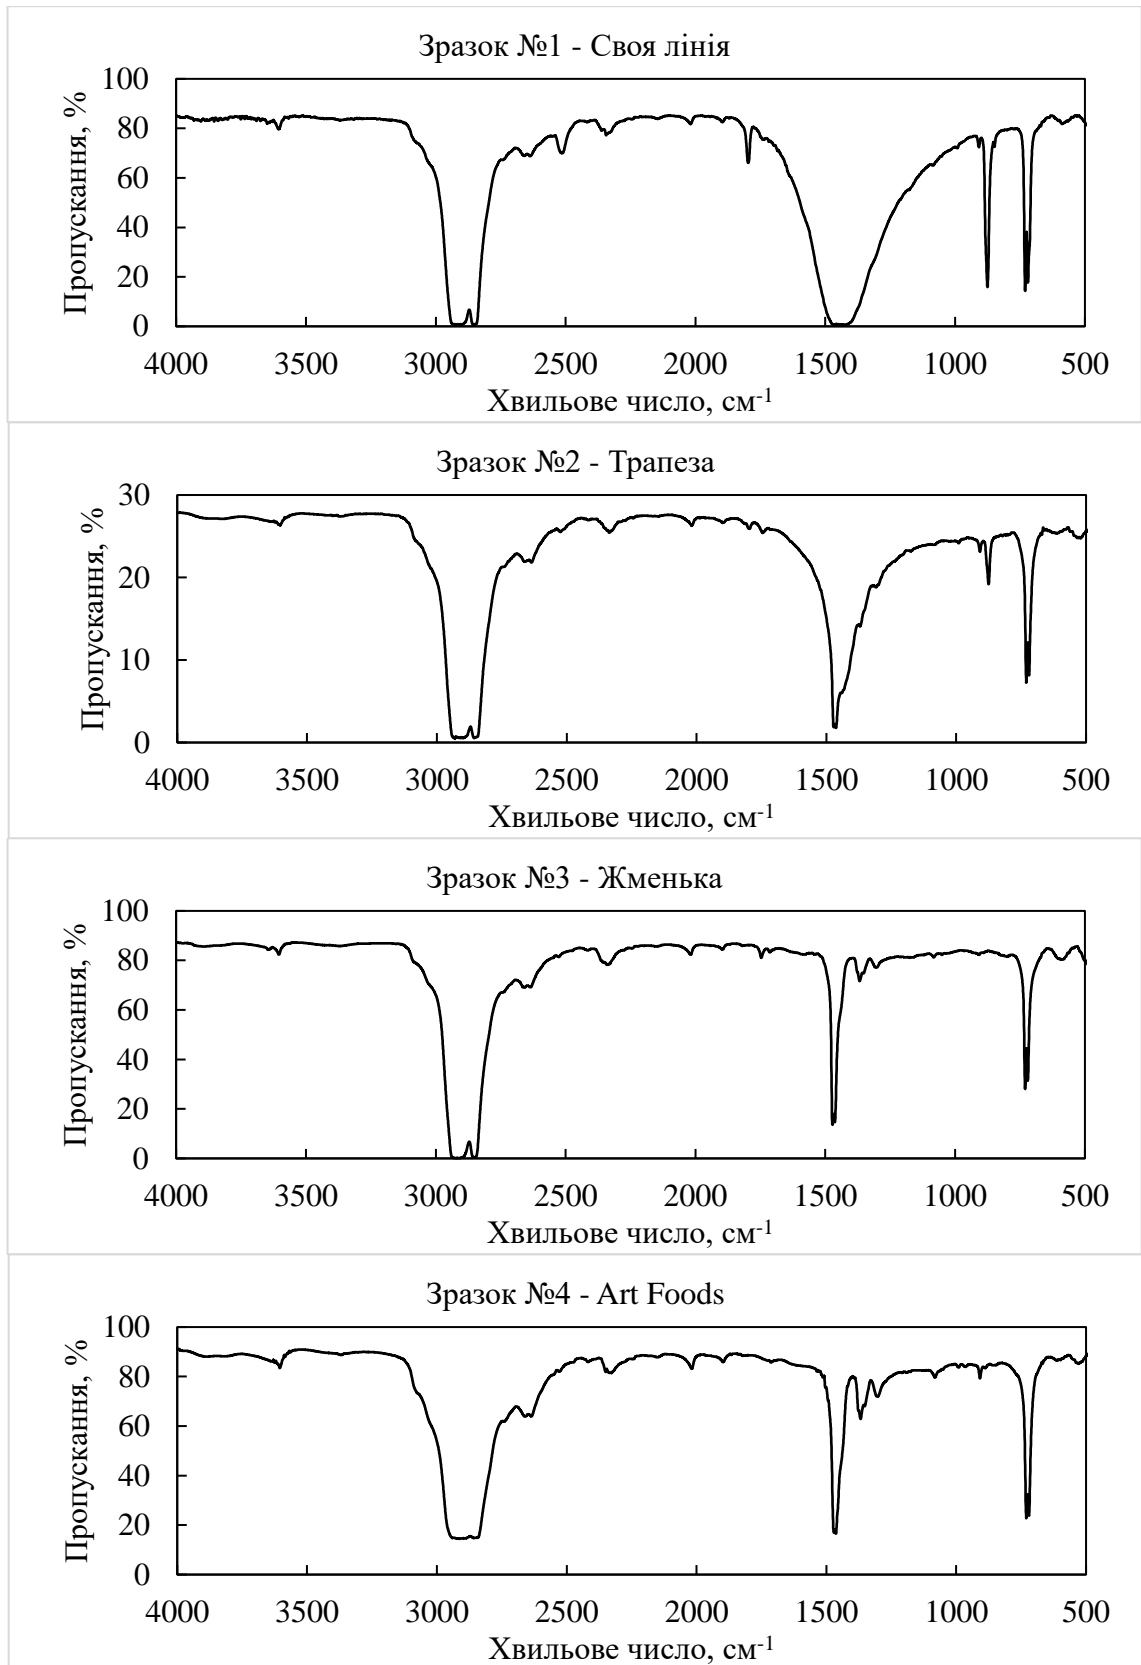 Зразок №1 - Своя лінія
Пропускання, %
100
80
60
40
20
0
4000 3500 3000 2500 2000 1500 1000 500
Хвильове число, см-1
Зразок №2 - Трапеза
Пропускання, %
30
20
10
0
4000 3500 3000 2500 2000 1500 1000 500
Хвильове число, см-1
Зразок №3 - Жменька
Пропускання, %
100
80
60
40
20
0
4000 3500 3000 2500 2000 1500 1000 500
Хвильове число, см-1
Зразок №4 - Art Foods
Пропускання, %
100
80
60
40
20
0
4000 3500 3000 2500 2000 1500 1000 500
Хвильове число, см-1